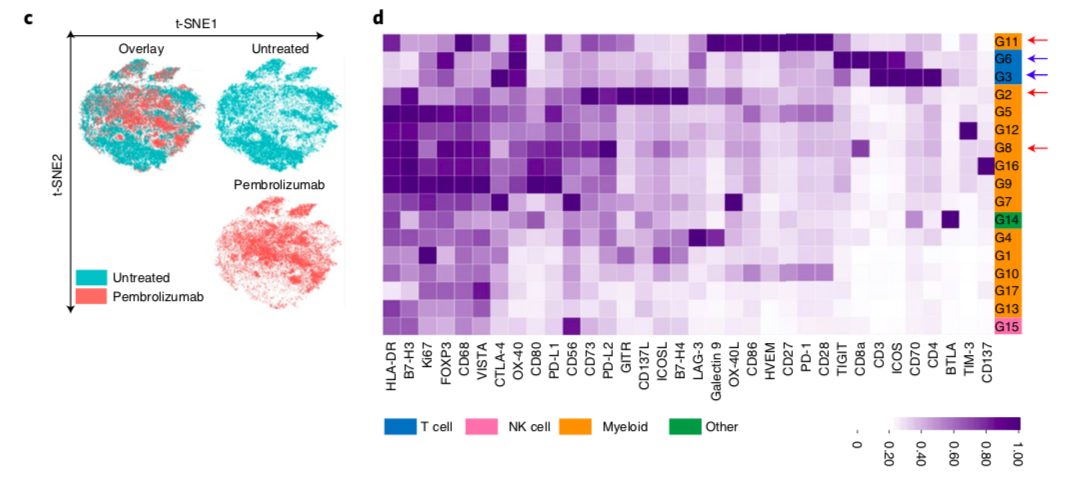 c
t-SNE1
Overlay
Untreated
t-SNE2
Pembrolizumab
Untreated
Pembrolizumab
d
G11
G6
G3
G2
G5
G12
G8
G16
G9
G7
G14
G4
G1
G10
G17
G13
G15
HLA-DR
B7-H3
Ki67
FOXP3
CD68
VISTA
CTLA-4
OX-40
CD80
PD-L1
CD56
CD73
PD-L2
GITR
CD137L
ICOSL
B7-H4
LAG-3
Galectin 9
OX-40L
CD86
HVEM
CD27
PD-1
CD28
TIGIT
CD8a
CD3
ICOS
CD70
CD4
BTLA
TIM-3
CD137
T cell
NK cell
Myeloid
Other
0
0.20
0.40
0.60
0.80
1.00